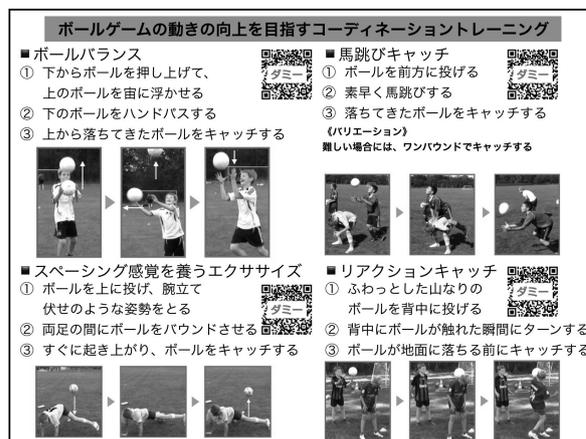 ボールゲームの動きの向上を目指すコーディネーショントレーニング
■ボールバランス
① 下からボールを押し上げて、
上のボールを宙に浮かせる
② 下のボールをハンドパスする
③ 上から落ちてきたボールをキャッチする
ダミー
■馬跳びキャッチ
① ボールを前方に投げる
② 素早く馬跳びする
③ 落ちてきたボールをキャッチする
《バリエーション》
難しい場合には、ワンバウンドでキャッチする
ダミー
■スペーシング感覚を養うエクササイズ
① ボールを上に投げ、腕立て
伏せのような姿勢をとる
② 両足の間にボールをバウンドさせる
③ すぐに起き上がり、ボールをキャッチする
ダミー
■リアクションキャッチ
① ふわっとした山なりの
ボールを背中に投げる
② 背中にボールが触れた瞬間にターンする
③ ボールが地面に落ちる前にキャッチする
ダミー